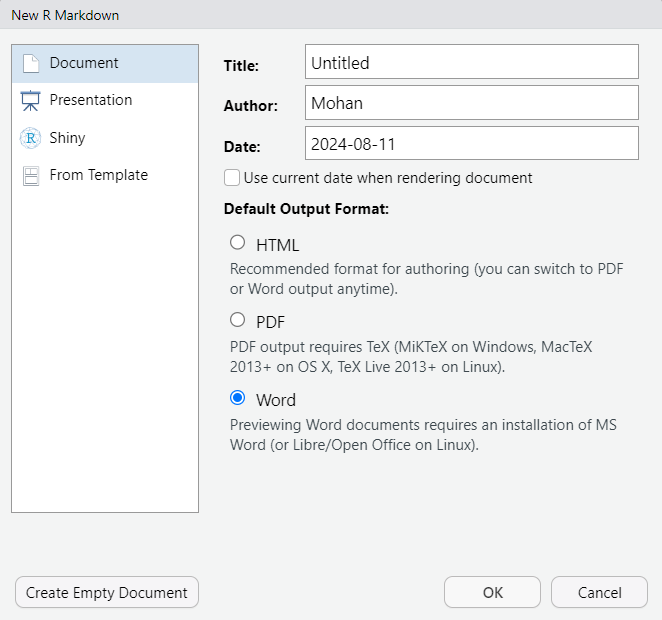 New R Markdown
Document
Presentation
Shiny
From Template
Title:
Untitled
Author:
Mohan
Date:
2024-08-11
Use current date when rendering document
Default Output Format:
HTML
Recommended format for authoring (you can switch to PDF
or Word output anytime).
PDF
PDF output requires TeX (MiKTeX on Windows, MacTeX
2013+ on OS X, TeX Live 2013+ on Linux).
Word
Previewing Word documents requires an installation of MS
Word (or Libre/Open Office on Linux).
Create Empty Document
OK
Cancel